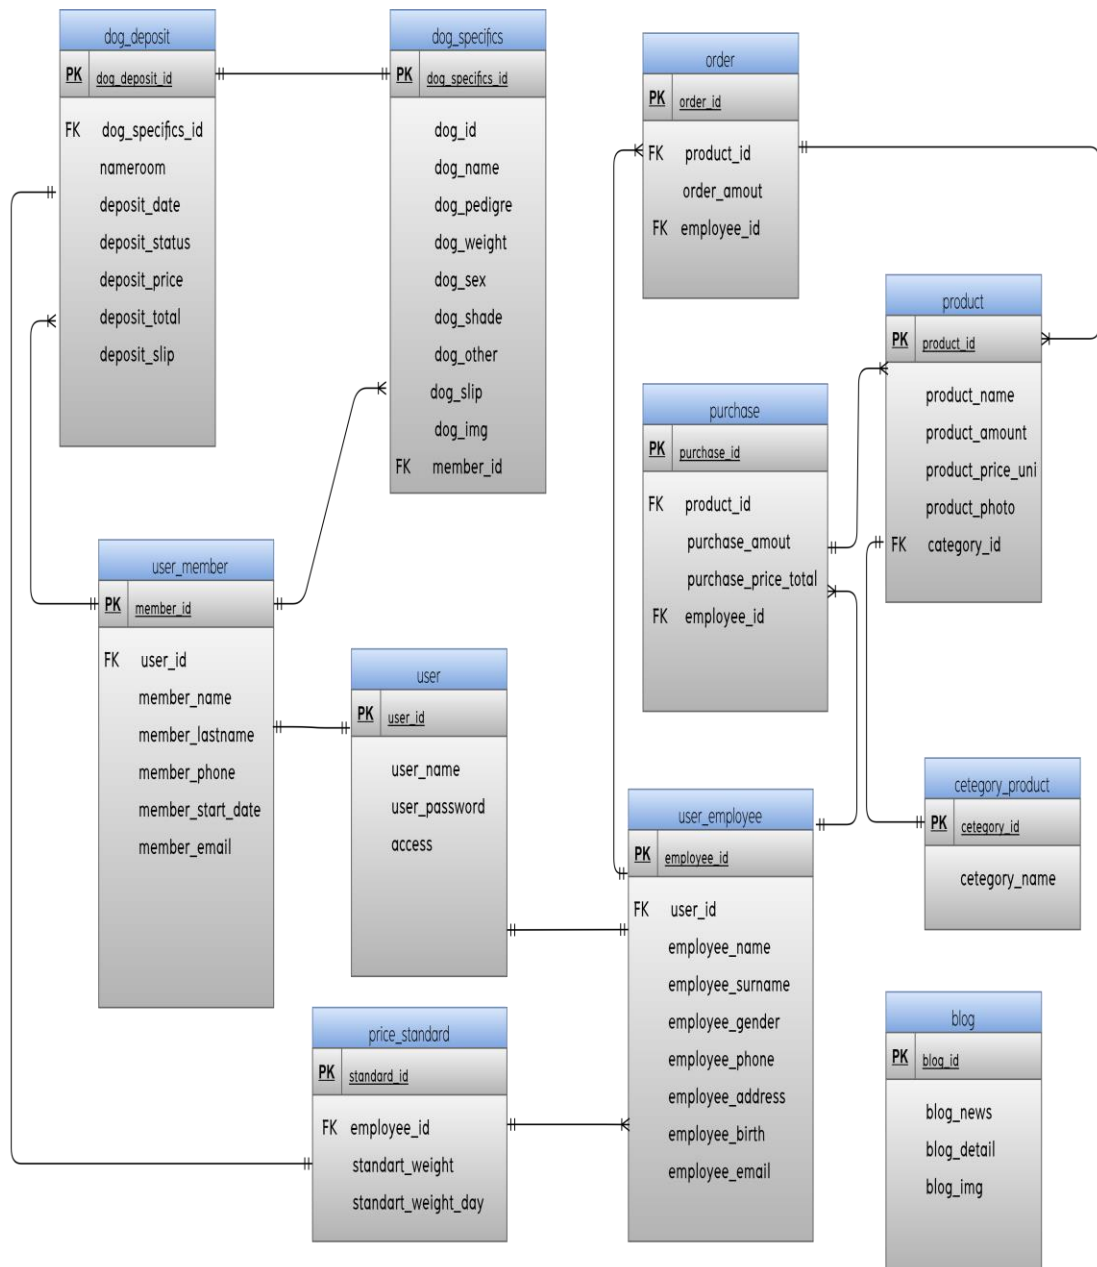 dog_deposit
PK dog_deposit_id
FK dog_specifics_id
nameroom
deposit_date
deposit_status
deposit_price
deposit_total
deposit_slip
dog_specifics
PK dog_specifics_id
dog_id
dog_name
dog_pedigre
dog_weight
dog_sex
dog_shade
dog_other
dog_slip
dog_img
FK member_id
order
PK order_id
FK product_id
order_amout
FK employee_id
product
PK product_id
product_name
product_amount
product_price_uni
product_photo
FK category_id
purchase
PK purchase_id
FK product_id
purchase_amout
purchase_price_total
FK employee_id
user_member
PK member_id
FK user_id
member_name
member_lastname
member_phone
member_start_date
member_email
user
PK user_id
user_name
user_password
access
user_employee
PK employee_id
FK user_id
employee_name
employee_surname
employee_gender
employee_phone
employee_address
employee_birth
employee_email
cetegory_product
PK cetegory_id
cetegory_name
price_standard
PK standard_id
FK employee_id
standart_weight
standart_weight_day
blog
PK blog_id
blog_news
blog_detail
blog_img